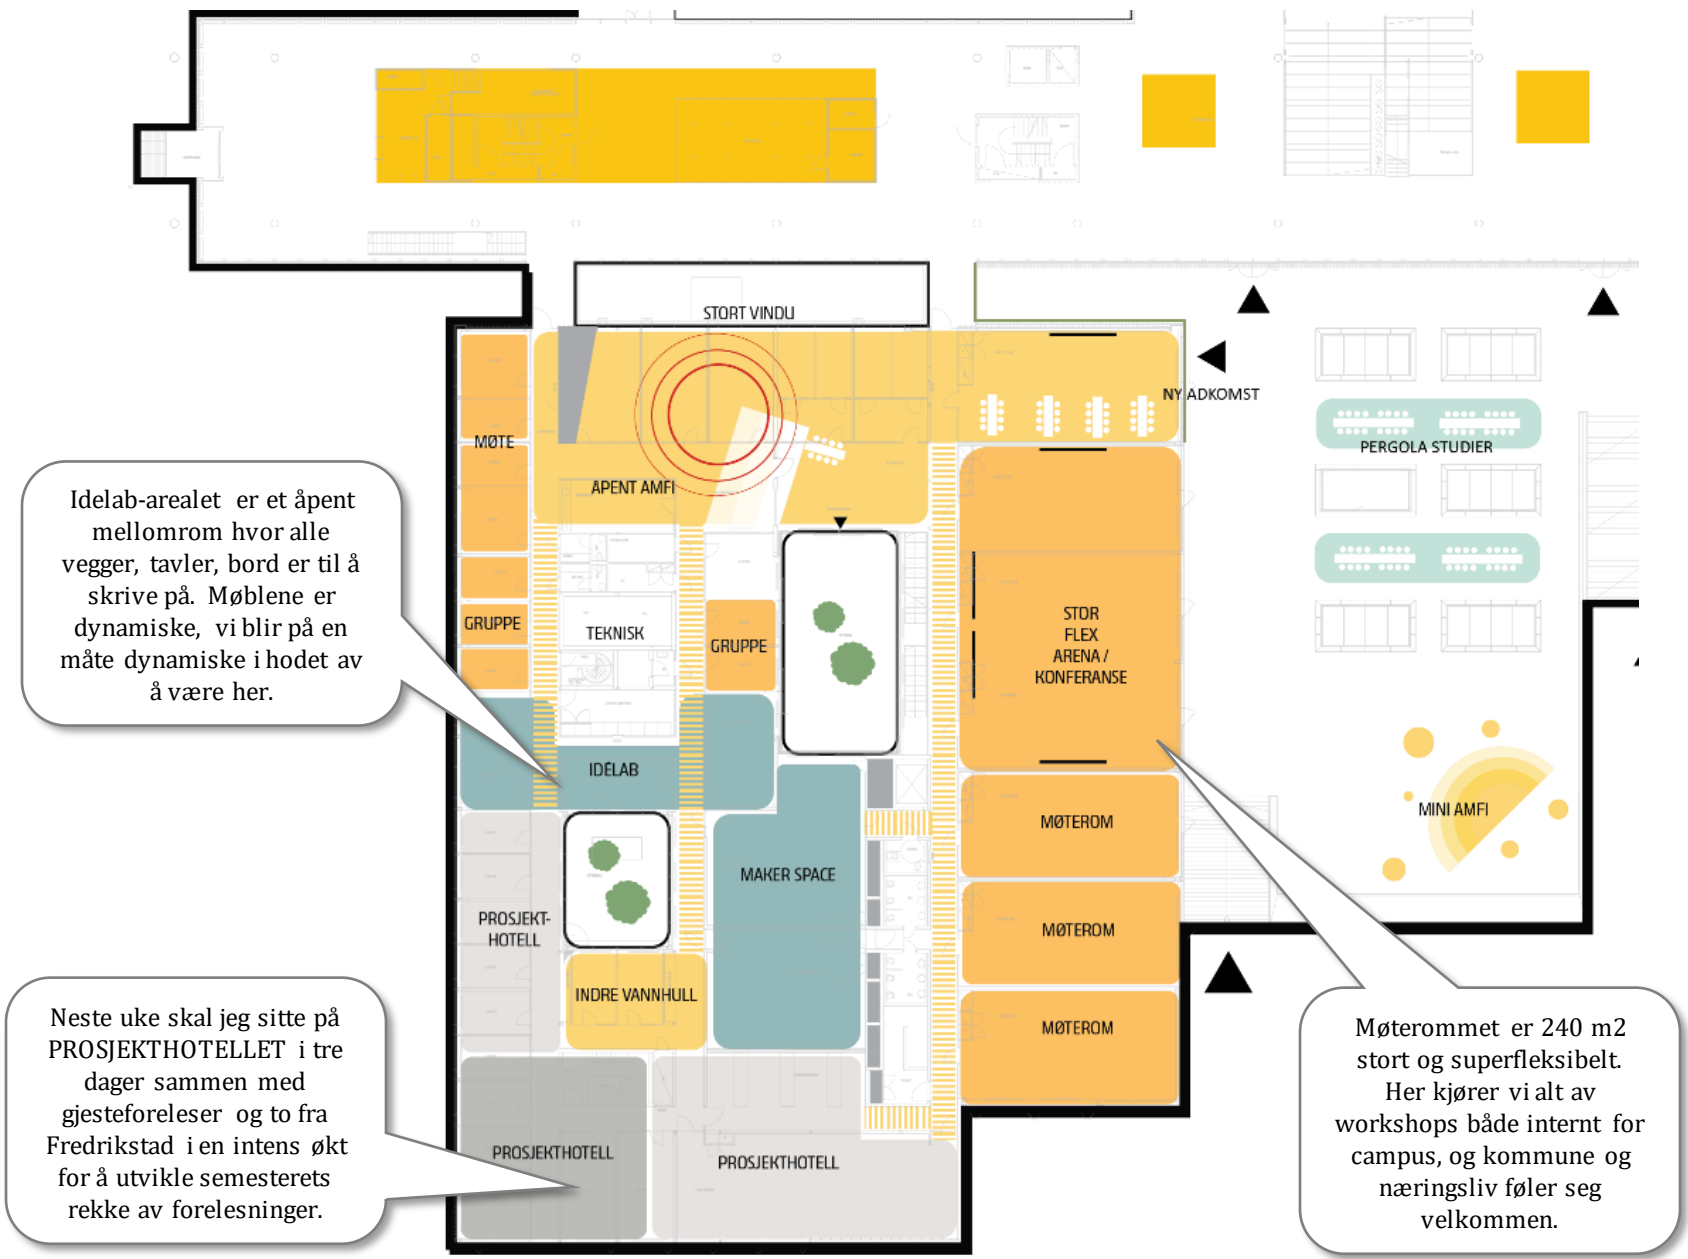 STORT VINDU
NY ADKOMST
MØTE
PERGOLA STUDIER
ÅPENT AMFI
Idelab-arealet er et åpent
mellomrom hvor alle
vegger, tavler, bord er til å
skrive på. Møblene er
dynamiske, vi blir på en
måte dynamiske i hodet av
å være her.
GRUPPE
TEKNISK
GRUPPE
STOR
FLEX
ARENA /
KONFERANSE
IDÈLAB
MINI AMFI
MØTEROM
MAKER SPACE
PROSJEKT-
HOTELL
MØTEROM
INDRE VANNHULL
MØTEROM
Neste uke skal jeg sitte på
PROSJEKTHOTELLET i tre
dager sammen med
gjesteforeleser og to fra
Fredrikstad i en intens økt
for å utvikle semesterets
rekke av forelesninger.
PROSJEKTHOTELL
PROSJEKTHOTELL
Møterommet er 240 m2
stort og superfleksibelt.
Her kjører vi alt av
workshops både internt for
campus, og kommune og
næringsliv føler seg
velkommen.